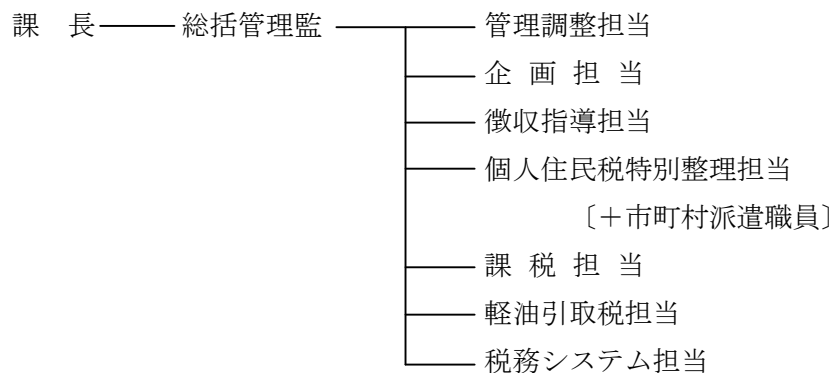 課　長 総括管理監 管理調整担当
企 画 担 当
徴収指導担当
個人住民税特別整理担当
〔＋市町村派遣職員〕
課 税 担 当
軽油引取税担当
税務システム担当